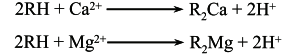 2RH + Ca²⁺ ⟶ R₂Ca + 2H⁺
2RH + Mg²⁺ ⟶ R₂Mg + 2H⁺